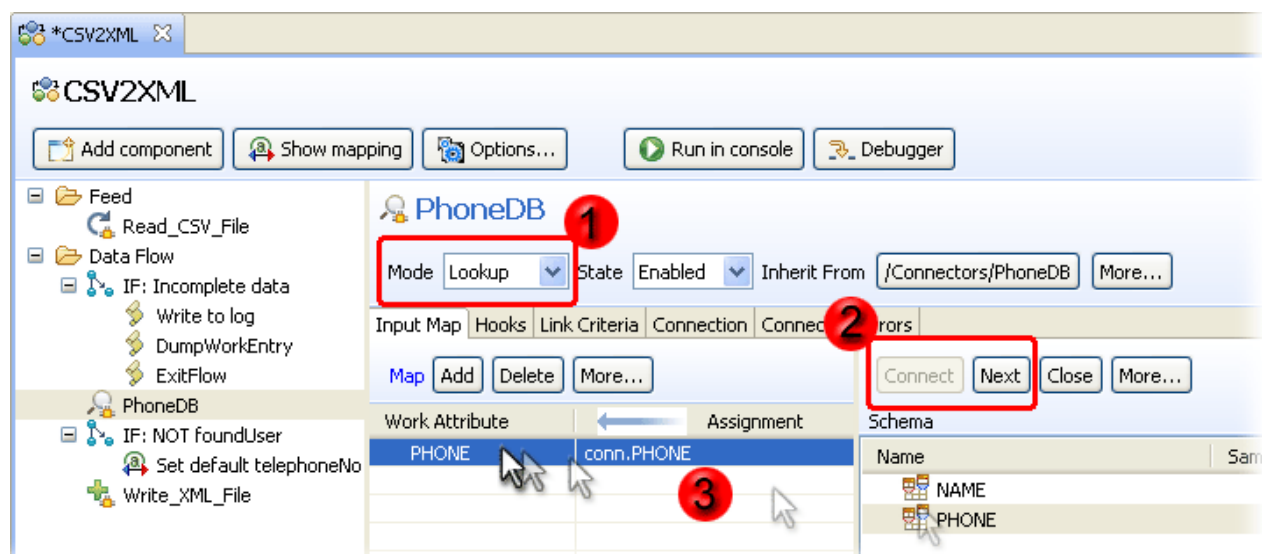 *CSV2XML
CSV2XML
Add component Show mapping Options... Run in console Debugger
Feed
Read_CSV_File
Data Flow
IF: Incomplete data
Write to log
DumpWorkEntry
ExitFlow
PhoneDB
IF: NOT foundUser
Set default telephoneNo
Write_XML_File
PhoneDB
1
Mode Lookup State Enabled Inherit From /Connectors/PhoneDB More...
Input Map Hooks Link Criteria Connection Connec 2 rors
Map Add Delete More...
Connect Next Close More...
Work Attribute Assignment
PHONE conn.PHONE
3
Schema
Name Sam
NAME
PHONE